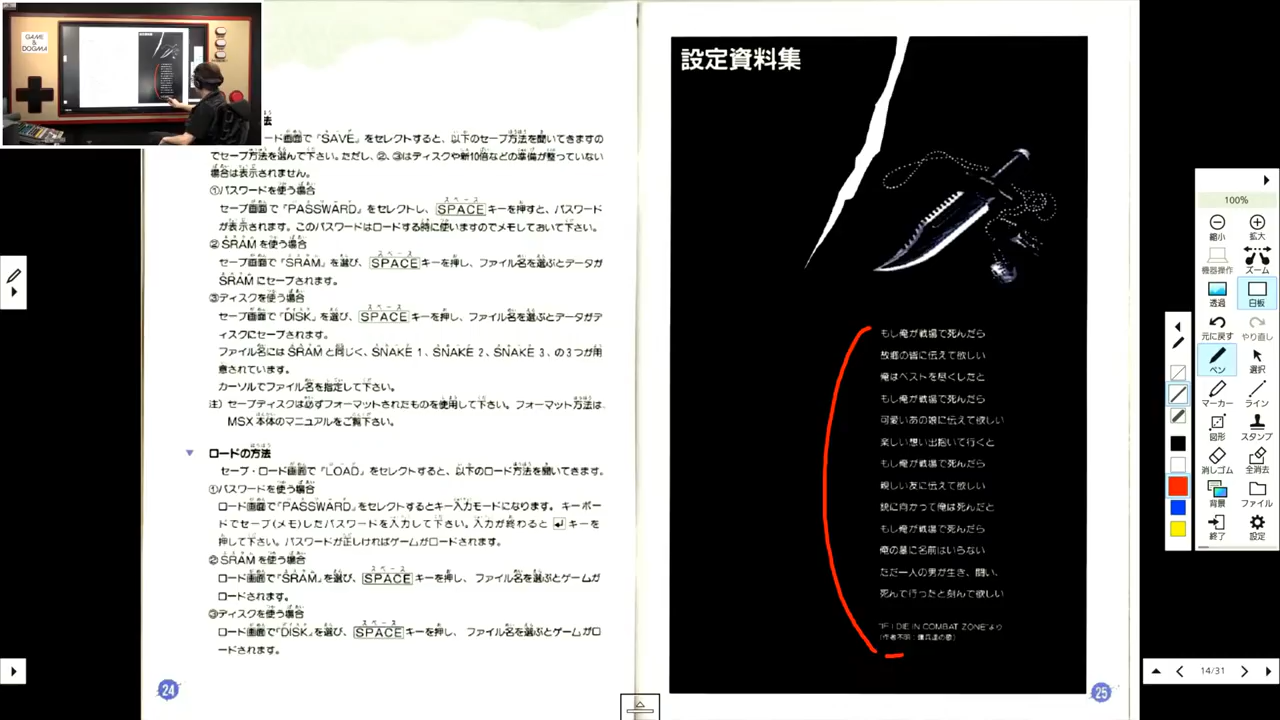 GAME
&
DOGMA
法
ード画面で「SAVE」をセレクトすると、以下のセーブ方法を聞いてきますの
でセーブ方法を選んで下さい。ただし、②、③はディスクや新10倍などの準備が整っていない
場合は表示されません。
①パスワードを使う場合
セーブ画面で「PASSWARD」をセレクトし、SPACEキーを押すと、パスワード
が表示されます。このパスワードはロードする時に使いますのでメモしておいて下さい。
②SRAMを使う場合
セーブ画面で「SRAM」を選び、SPACEキーを押し、ファイル名を選ぶとデータが
SRAMにセーブされます。
③ディスクを使う場合
セーブ画面で「DISK」を選び、SPACEキーを押し、ファイル名を選ぶとデータがデ
ィスクにセーブされます。
ファイル名にはSRAMと同じく、SNAKE 1、SNAKE 2、SNAKE 3、の3つが用
意されています。
カーソルでファイル名を指定して下さい。
注）セーブディスクは必ずフォーマットされたものを使用して下さい。フォーマット方法は、
MSX本体のマニュアルをご覧下さい。
▼ ロードの方法
セーブ・ロード画面で「LOAD」をセレクトすると、以下のロード方法を聞いてきます。
①パスワードを使う場合
ロード画面で「PASSWARD」をセレクトするとキー入力モードになります。キーボー
ドでセーブ(メモ)したパスワードを入力して下さい。入力が終わると↵キーを
押して下さい。パスワードが正しければゲームがロードされます。
②SRAMを使う場合
ロード画面で「SRAM」を選び、SPACEキーを押し、ファイル名を選ぶとゲームが
ロードされます。
③ディスクを使う場合
ロード画面で「DISK」を選び、SPACEキーを押し、ファイル名を選ぶとゲームがロ
ードされます。
24
設定資料集
もし俺が戦場で死んだら
故郷の皆に伝えて欲しい
俺はベストを尽くしたと
もし俺が戦場で死んだら
可愛いあの娘に伝えて欲しい
楽しい想い出抱いて行くと
もし俺が戦場で死んだら
親しい友に伝えて欲しい
銃に向かって俺は死んだと
もし俺が戦場で死んだら
俺の墓に名前はいらない
ただ一人の男が生き、闘い、
死んで行ったと刻んで欲しい
"IF I DIE IN COMBAT ZONE"より
(作者不明：傭兵達の歌)
25
100%
縮小
拡大
機器操作
ズーム
透過
白板
元に戻す
やり直し
ペン
選択
マーカー
ライン
図形
スタンプ
消しゴム
全消去
背景
ファイル
終了
設定
14/31